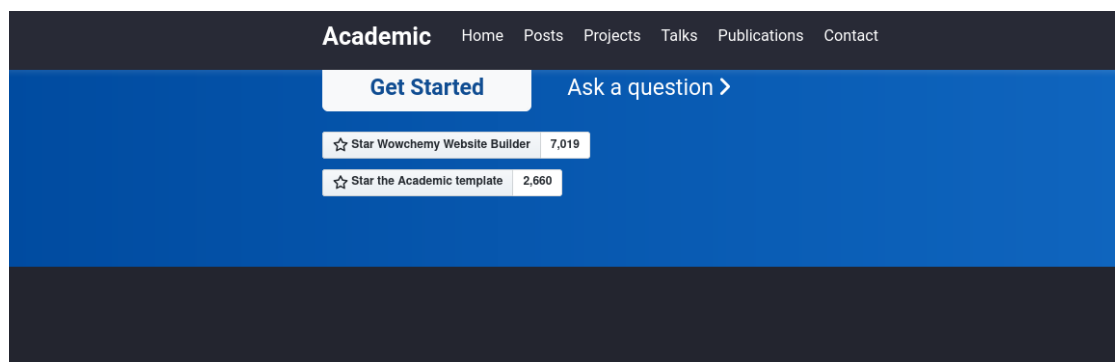 Academic Home Posts Projects Talks Publications Contact
Get Started Ask a question
Star Wowchemy Website Builder 7,019
Star the Academic template 2,660